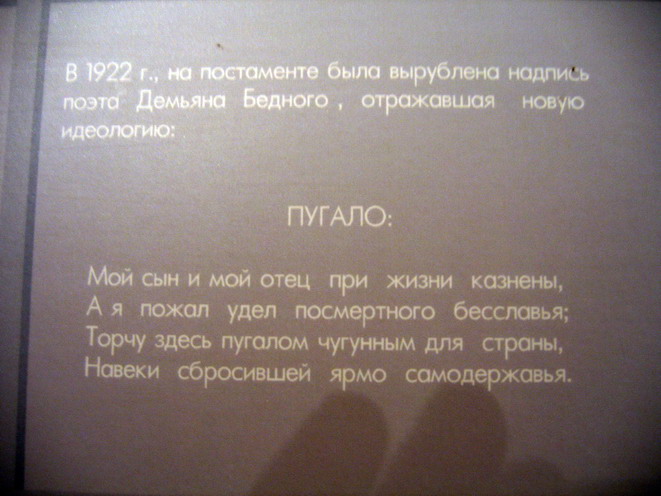 В 1922 г., на постаменте была вырублена надпись
поэта Демьяна Бедного , отражавшая новую
идеологию:
ПУГАЛО:
Мой сын и мой отец при жизни казнены,
А я пожал удел посмертного бесславья;
Торчу здесь пугалом чугунным для страны,
Навеки сбросившей ярмо самодержавья.